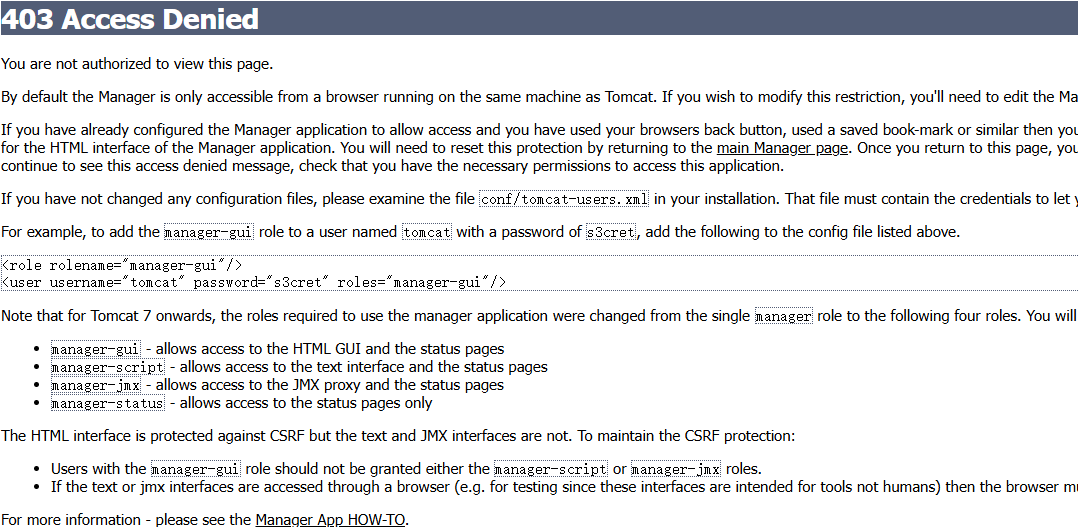 403 Access Denied
You are not authorized to view this page.
By default the Manager is only accessible from a browser running on the same machine as Tomcat. If you wish to modify this restriction, you'll need to edit the Ma
If you have already configured the Manager application to allow access and you have used your browsers back button, used a saved book-mark or similar then you
for the HTML interface of the Manager application. You will need to reset this protection by returning to the main Manager page. Once you return to this page, you
continue to see this access denied message, check that you have the necessary permissions to access this application.
If you have not changed any configuration files, please examine the file conf/tomcat-users.xml in your installation. That file must contain the credentials to let y
For example, to add the manager-gui role to a user named tomcat with a password of s3cret, add the following to the config file listed above.
<role rolename="manager-gui"/>
<user username="tomcat" password="s3cret" roles="manager-gui"/>
Note that for Tomcat 7 onwards, the roles required to use the manager application were changed from the single manager role to the following four roles. You will
• manager-gui - allows access to the HTML GUI and the status pages
• manager-script - allows access to the text interface and the status pages
• manager-jmx - allows access to the JMX proxy and the status pages
• manager-status - allows access to the status pages only
The HTML interface is protected against CSRF but the text and JMX interfaces are not. To maintain the CSRF protection:
• Users with the manager-gui role should not be granted either the manager-script or manager-jmx roles.
• If the text or jmx interfaces are accessed through a browser (e.g. for testing since these interfaces are intended for tools not humans) then the browser mu
For more information - please see the Manager App HOW-TO.